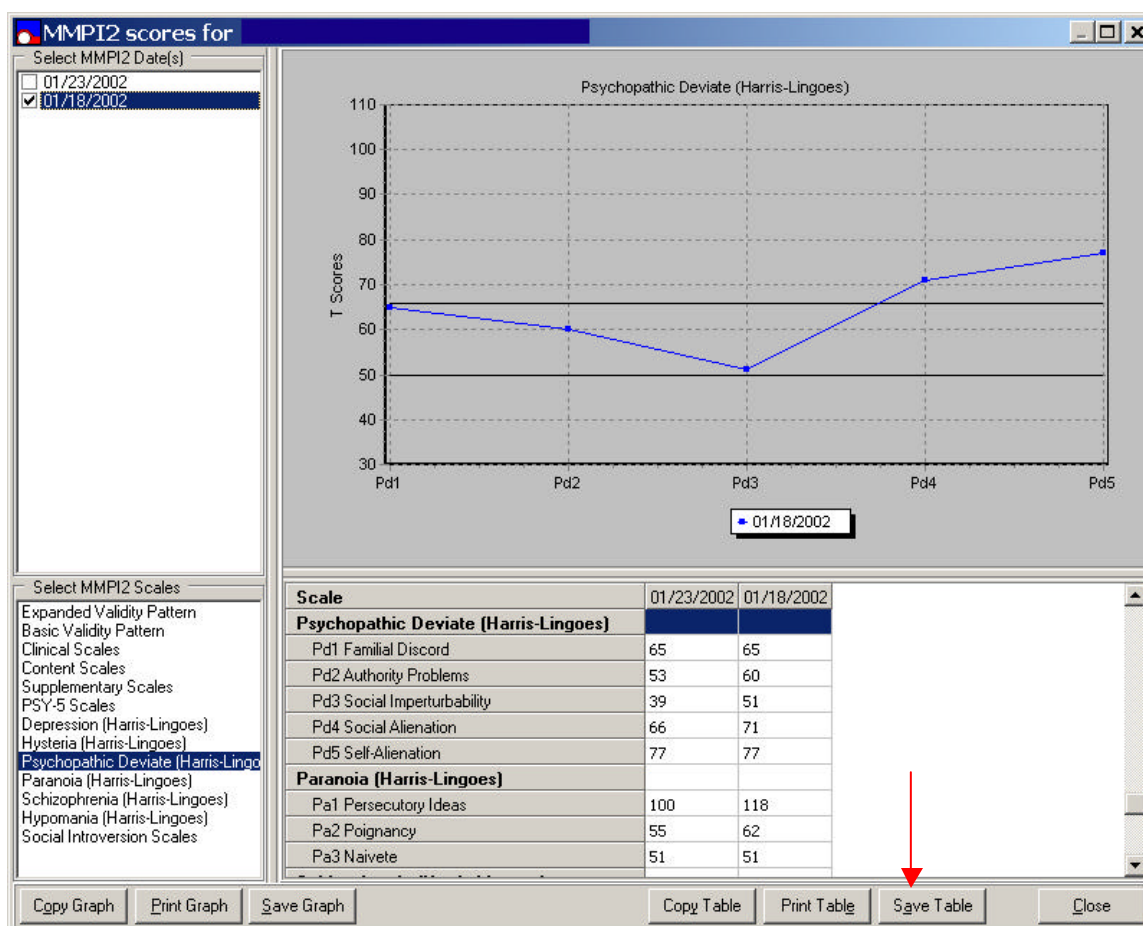 MMPI2 scores for
Select MMPI2 Date(s)
01/23/2002
01/18/2002
Psychopathic Deviate (Harris-Lingoes)
110
100
90
80
70
60
50
40
30
T Scores
Pd1 Pd2 Pd3 Pd4 Pd5
01/18/2002
Select MMPI2 Scales
Expanded Validity Pattern
Basic Validity Pattern
Clinical Scales
Content Scales
Supplementary Scales
PSY-5 Scales
Depression (Harris-Lingoes)
Hysteria (Harris-Lingoes)
Psychopathic Deviate (Harris-Lingo
Paranoia (Harris-Lingoes)
Schizophrenia (Harris-Lingoes)
Hypomania (Harris-Lingoes)
Social Introversion Scales
Scale 01/23/2002 01/18/2002
Psychopathic Deviate (Harris-Lingoes)
Pd1 Familial Discord 65 65
Pd2 Authority Problems 53 60
Pd3 Social Imperturbability 39 51
Pd4 Social Alienation 66 71
Pd5 Self-Alienation 77 77
Paranoia (Harris-Lingoes)
Pa1 Persecutory Ideas 100 118
Pa2 Poignancy 55 62
Pa3 Naivete 51 51
Copy Graph Print Graph Save Graph Copy Table Print Table Save Table Close